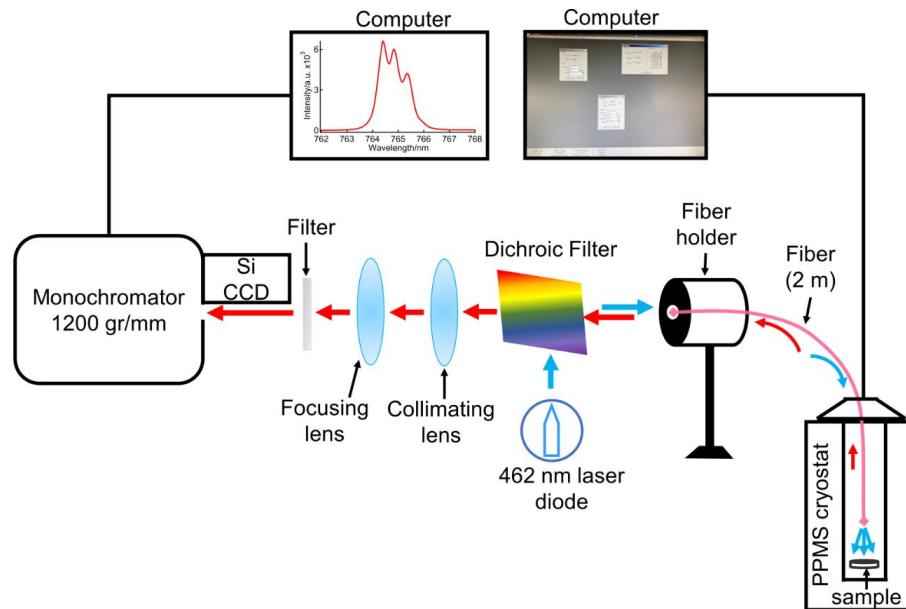 Computer
Computer
Intensity/a.u. x10³
6
3
0
762 763 764 765 766 767 768
Wavelength/nm
Filter
Si
CCD
Monochromator
1200 gr/mm
Dichroic Filter
Fiber
holder
Fiber
(2 m)
Focusing
lens
Collimating
lens
462 nm laser
diode
PPMS cryostat
sample